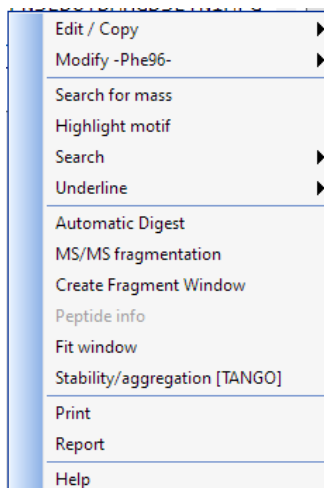 Edit / Copy
Modify -Phe96-
Search for mass
Highlight motif
Search
Underline
Automatic Digest
MS/MS fragmentation
Create Fragment Window
Peptide info
Fit window
Stability/aggregation [TANGO]
Print
Report
Help